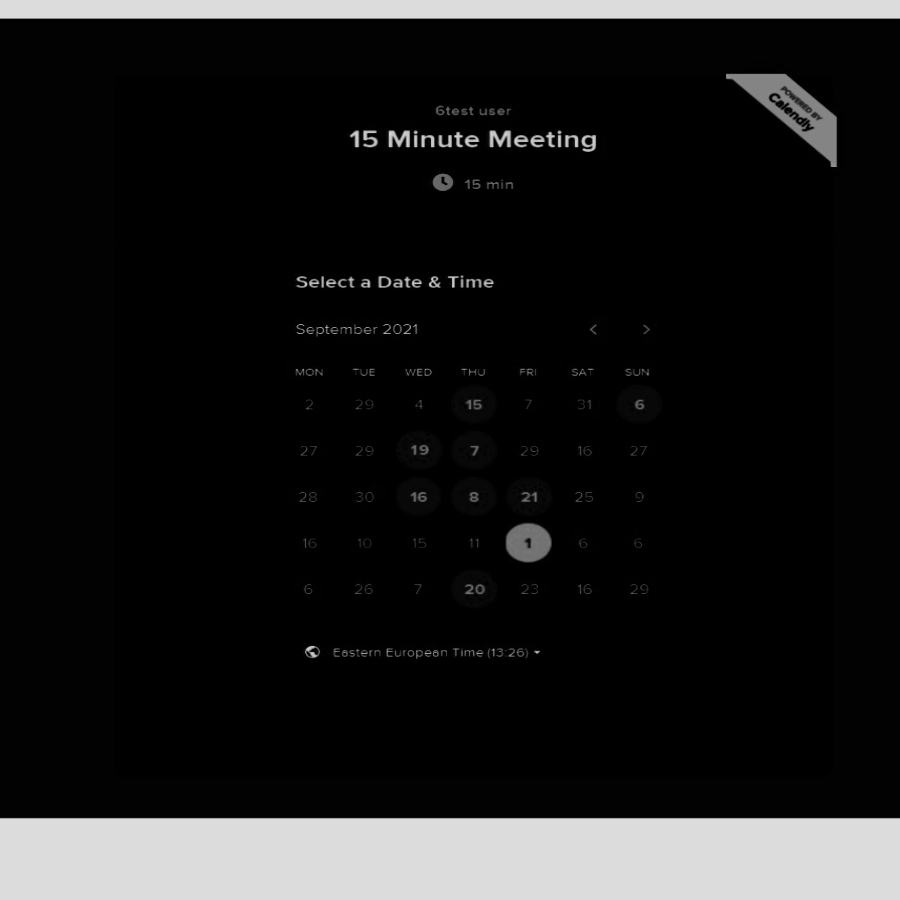 POWERED BY
Calendly
6test user
15 Minute Meeting
15 min
Select a Date & Time
September 2021
MON TUE WED THU FRI SAT SUN
2 29 4 15 7 31 6
27 29 19 7 29 16 27
28 30 16 8 21 25 9
16 10 15 11 1 6 6
6 26 7 20 23 16 29
Eastern European Time (13:26)